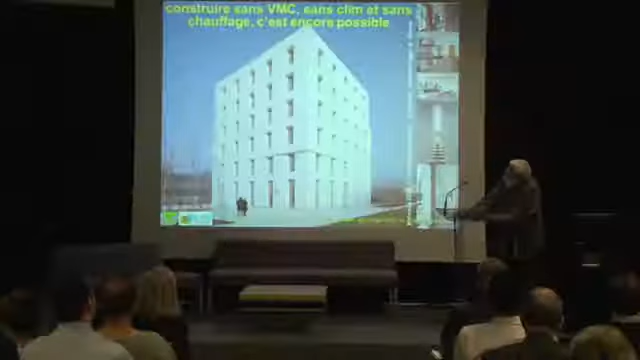 construire sans VMC, sans clim et sans
chauffage, c'est encore possible